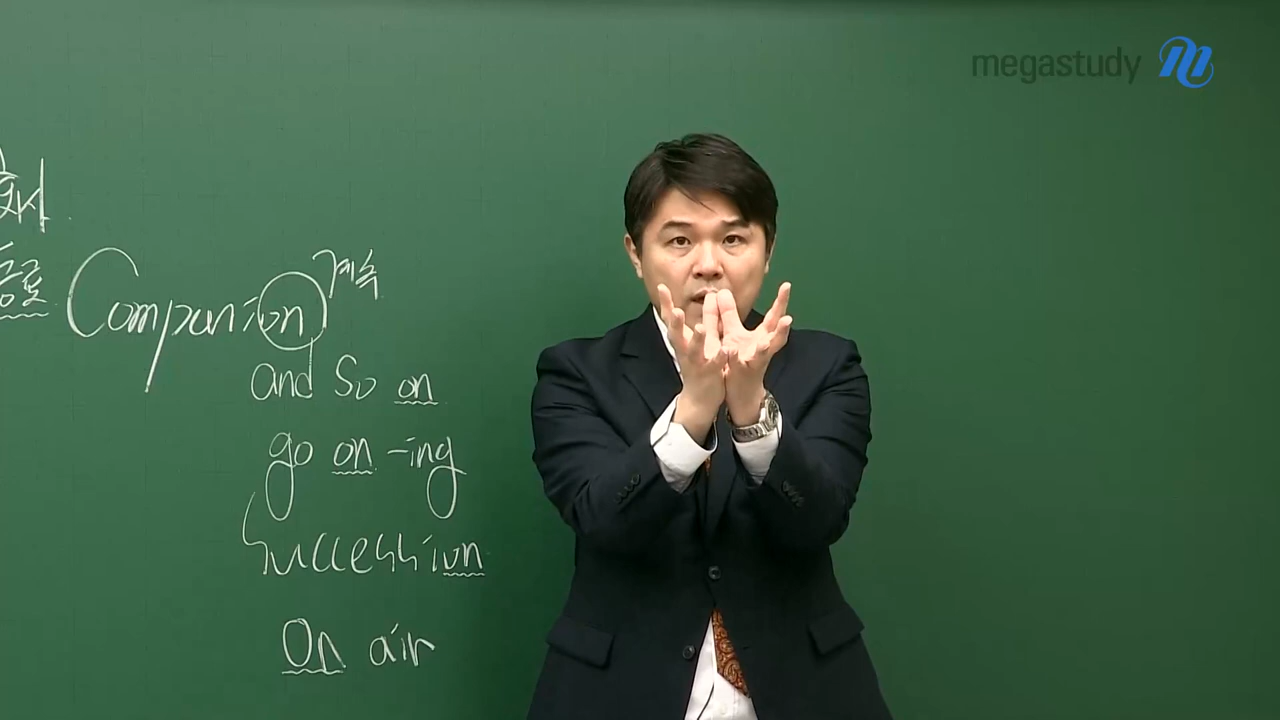 megastudy
Companion 계속
and so on
go on -ing
succession
On air